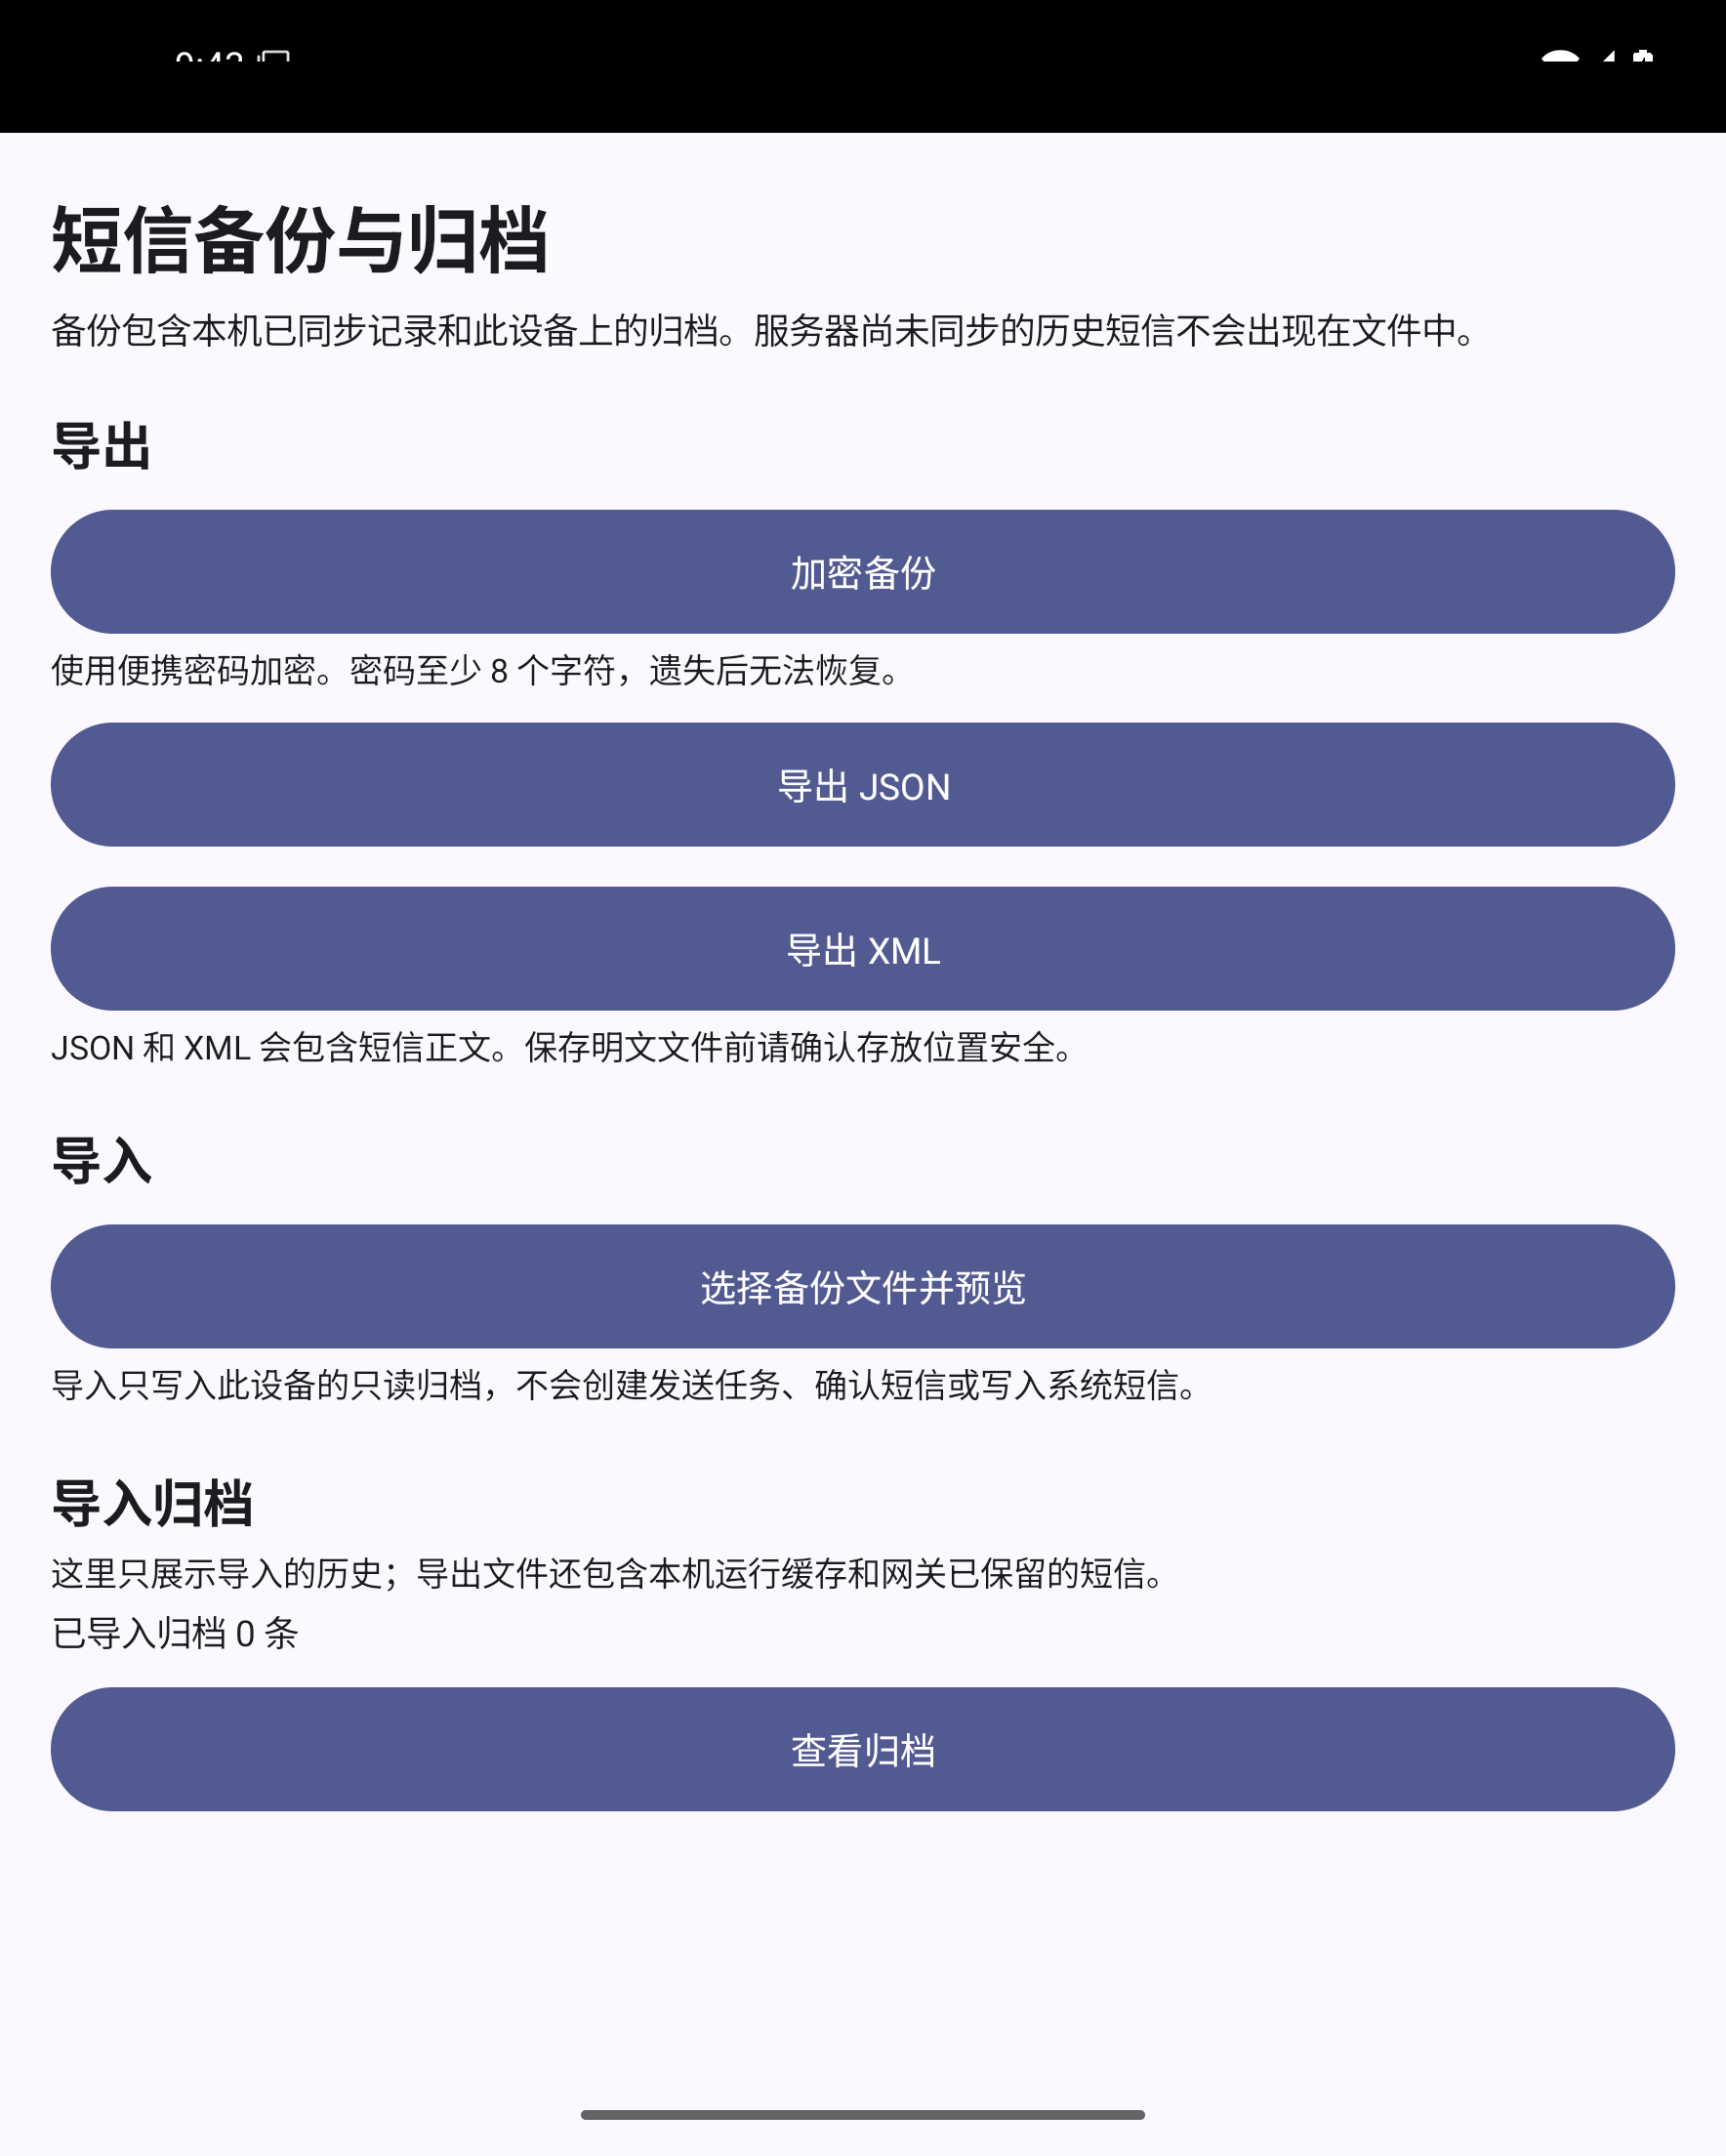 短信备份与归档
备份包含本机已同步记录和此设备上的归档。服务器尚未同步的历史短信不会出现在文件中。
导出
加密备份
使用便携密码加密。密码至少 8 个字符，遗失后无法恢复。
导出 JSON
导出 XML
JSON 和 XML 会包含短信正文。保存明文文件前请确认存放位置安全。
导入
选择备份文件并预览
导入只写入此设备的只读归档，不会创建发送任务、确认短信或写入系统短信。
导入归档
这里只展示导入的历史；导出文件还包含本机运行缓存和网关已保留的短信。
已导入归档 0 条
查看归档